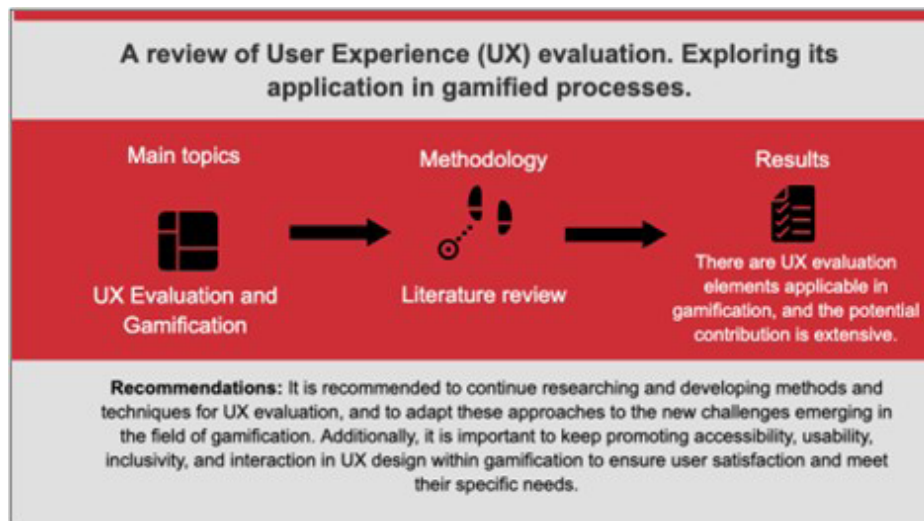 A review of User Experience (UX) evaluation. Exploring its
application in gamified processes.
Main topics
UX Evaluation and
Gamification
Methodology
Literature review
Results
There are UX evaluation
elements applicable in
gamification, and the potential
contribution is extensive.
Recommendations: It is recommended to continue researching and developing methods and
techniques for UX evaluation, and to adapt these approaches to the new challenges emerging in
the field of gamification. Additionally, it is important to keep promoting accessibility, usability,
inclusivity, and interaction in UX design within gamification to ensure user satisfaction and meet
their specific needs.